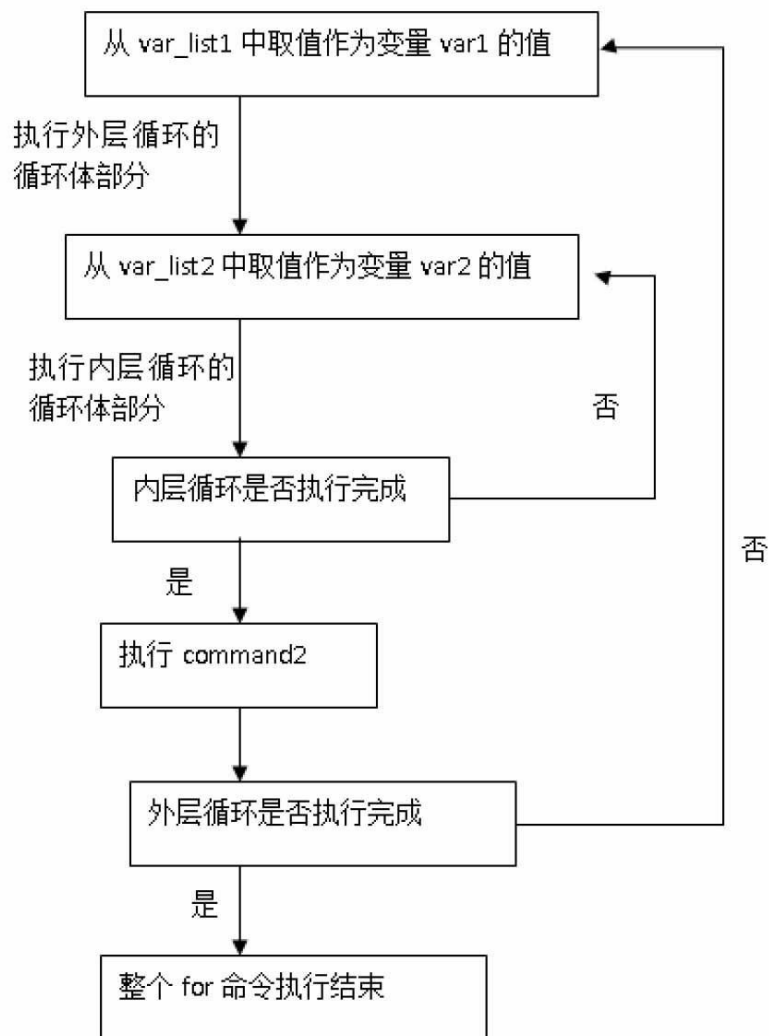 从 var_list1 中取值作为变量 var1 的值
执行外层循环的
循环体部分
从 var_list2 中取值作为变量 var2 的值
执行内层循环的
循环体部分
否
内层循环是否执行完成
否
是
执行 command2
外层循环是否执行完成
是
整个 for 命令执行结束